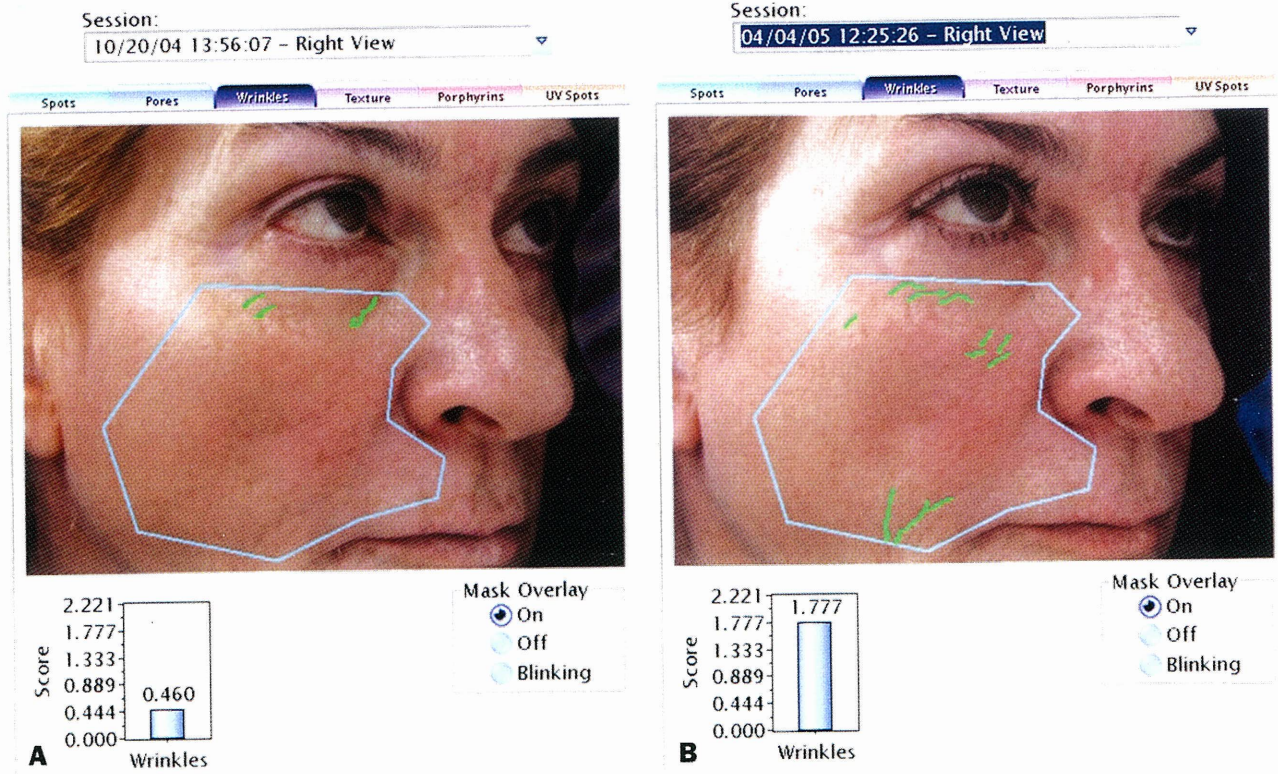 Session:
10/20/04 13:56:07 – Right View
Spots Pores Wrinkles Texture Porphyrins UV Spots
Score
2.221
1.777
1.333
0.889
0.444
0.000
0.460
Wrinkles
Mask Overlay
On
Off
Blinking
A
Session:
04/04/05 12:25:26 – Right View
Spots Pores Wrinkles Texture Porphyrins UV Spots
Score
2.221
1.777
1.333
0.889
0.444
0.000
1.777
Wrinkles
Mask Overlay
On
Off
Blinking
B